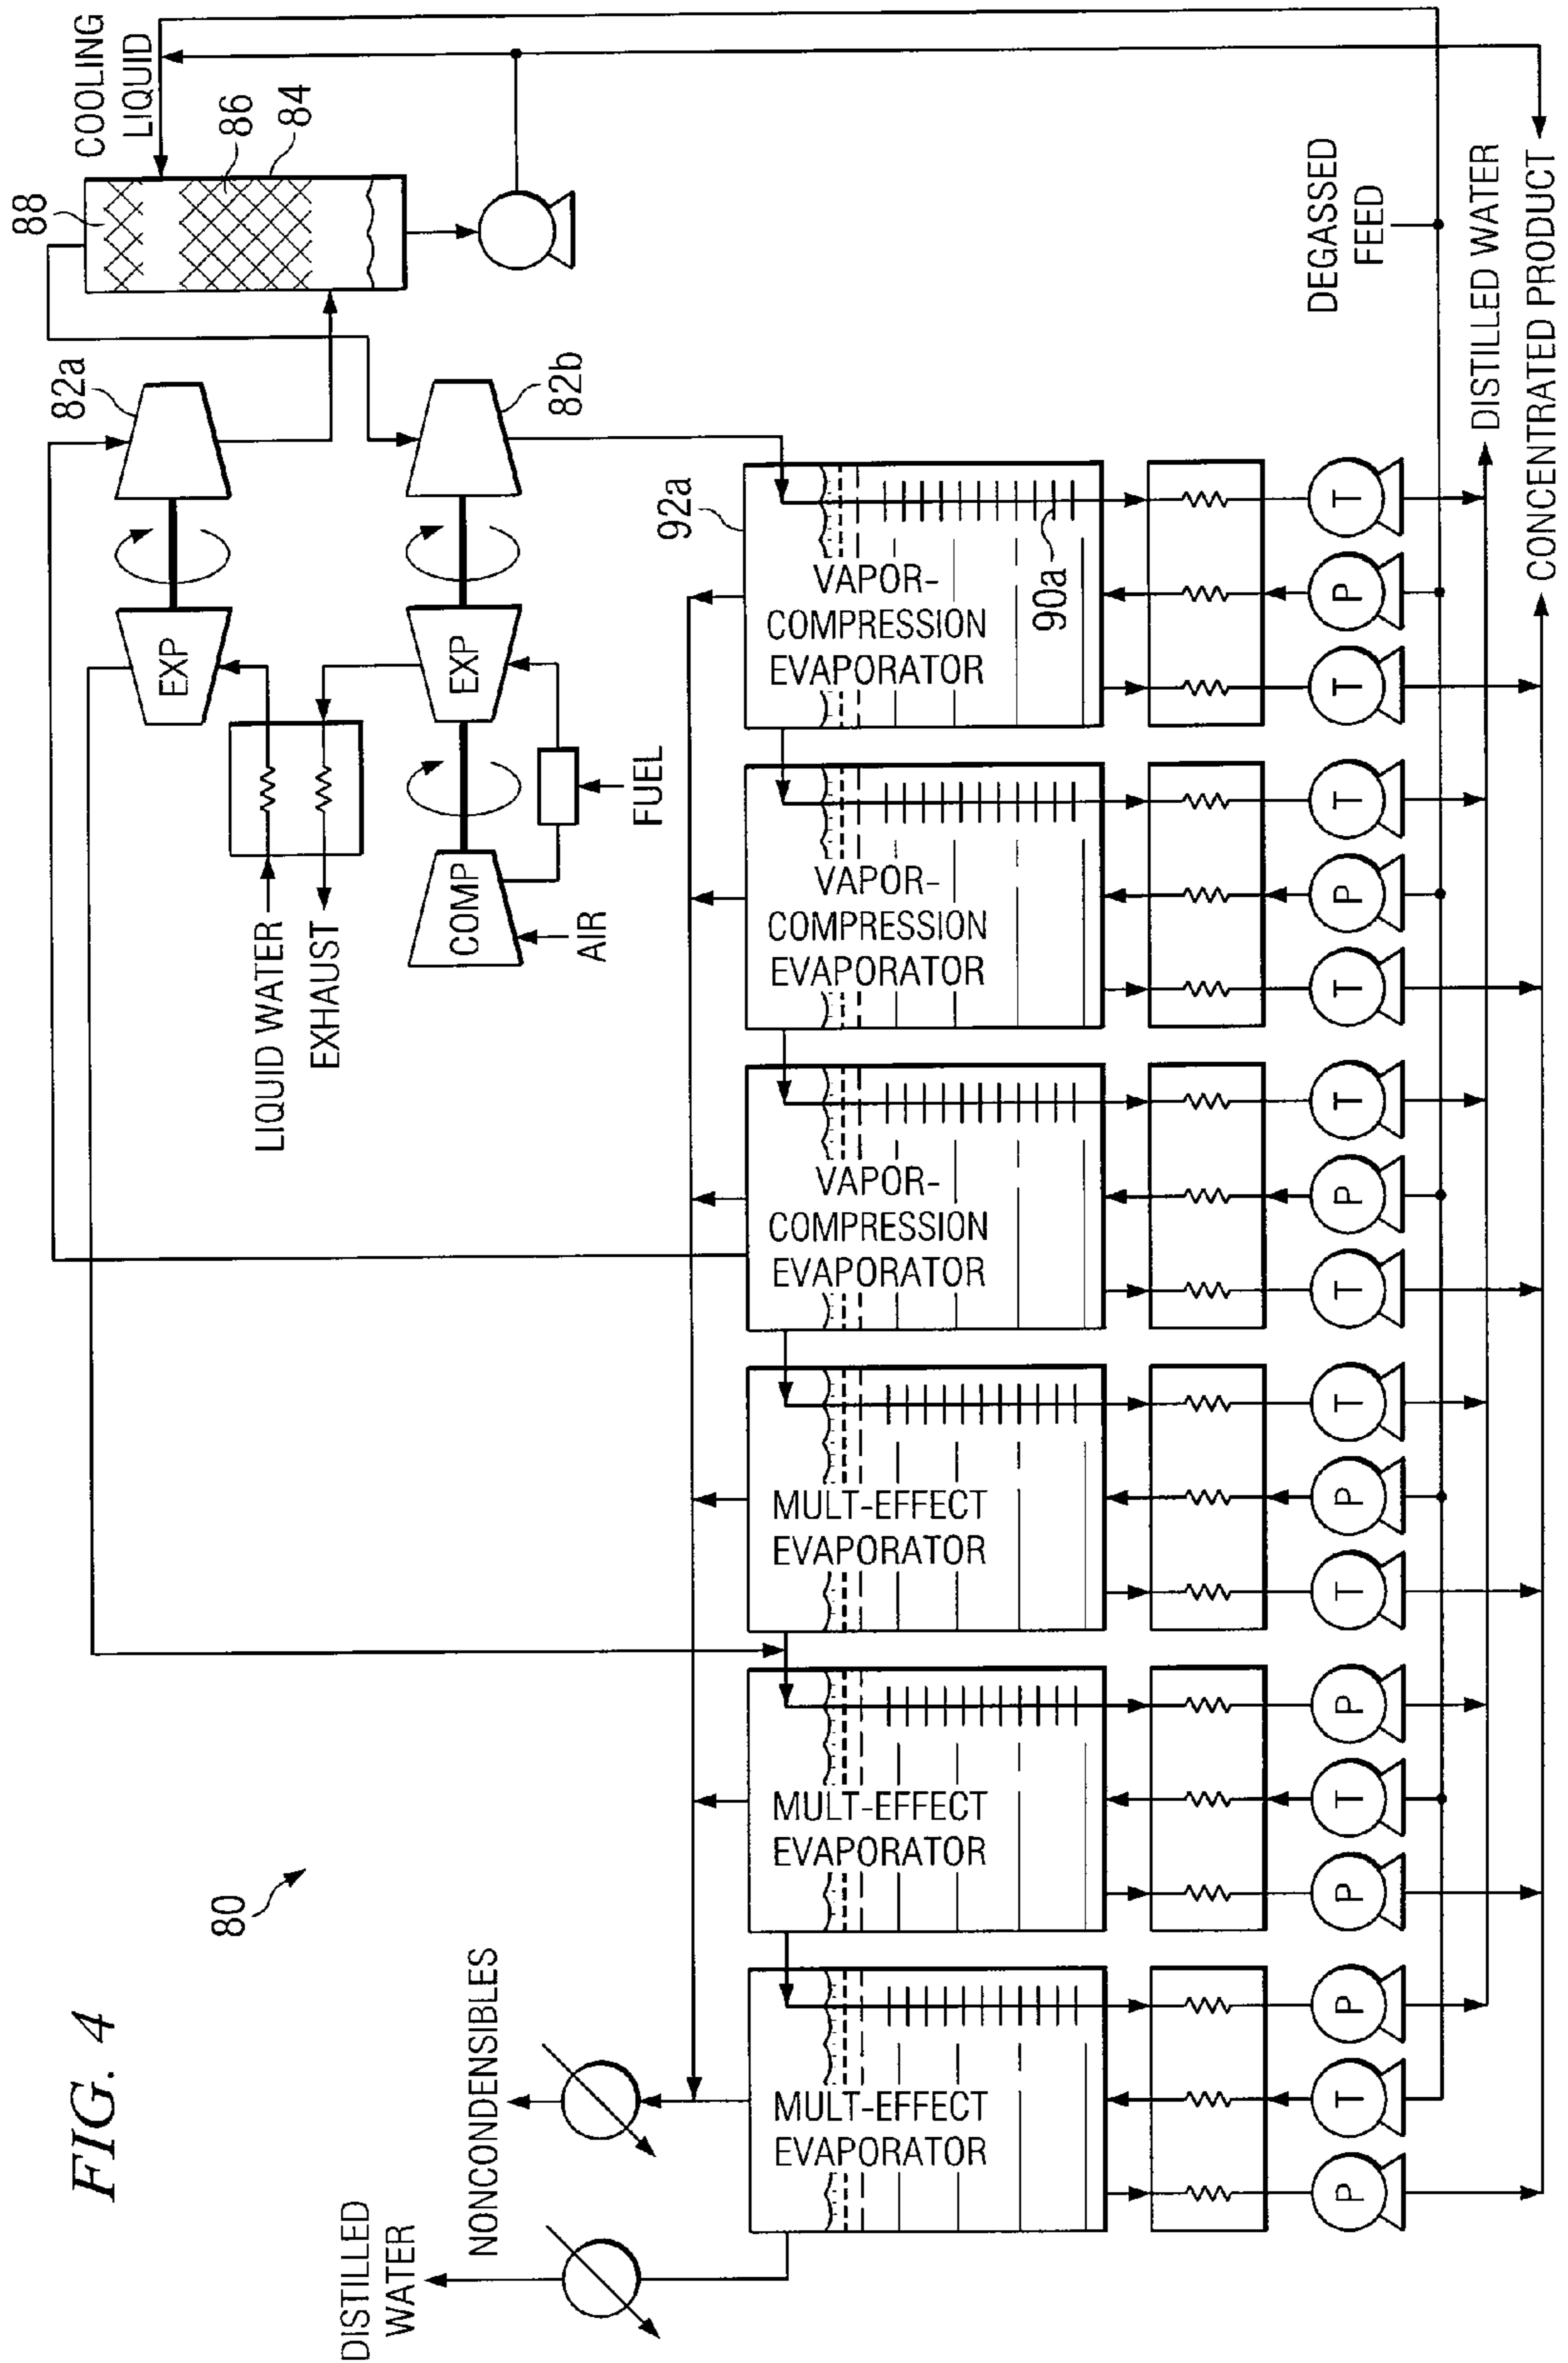 FIG. 4
80
DISTILLED
WATER
NONCONDENSIBLES
LIQUID WATER
EXHAUST
EXP
82a
88
COOLING
LIQUID
86
84
COMP
AIR
FUEL
EXP
82b
MULT-EFFECT
EVAPORATOR
MULT-EFFECT
EVAPORATOR
MULT-EFFECT
EVAPORATOR
VAPOR-
COMPRESSION
EVAPORATOR
VAPOR-
COMPRESSION
EVAPORATOR
VAPOR-
COMPRESSION
EVAPORATOR
92a
90a
P
T
P
P
T
P
T
P
T
T
P
T
T
P
T
T
P
T
DEGASSED
FEED
DISTILLED WATER
CONCENTRATED PRODUCT